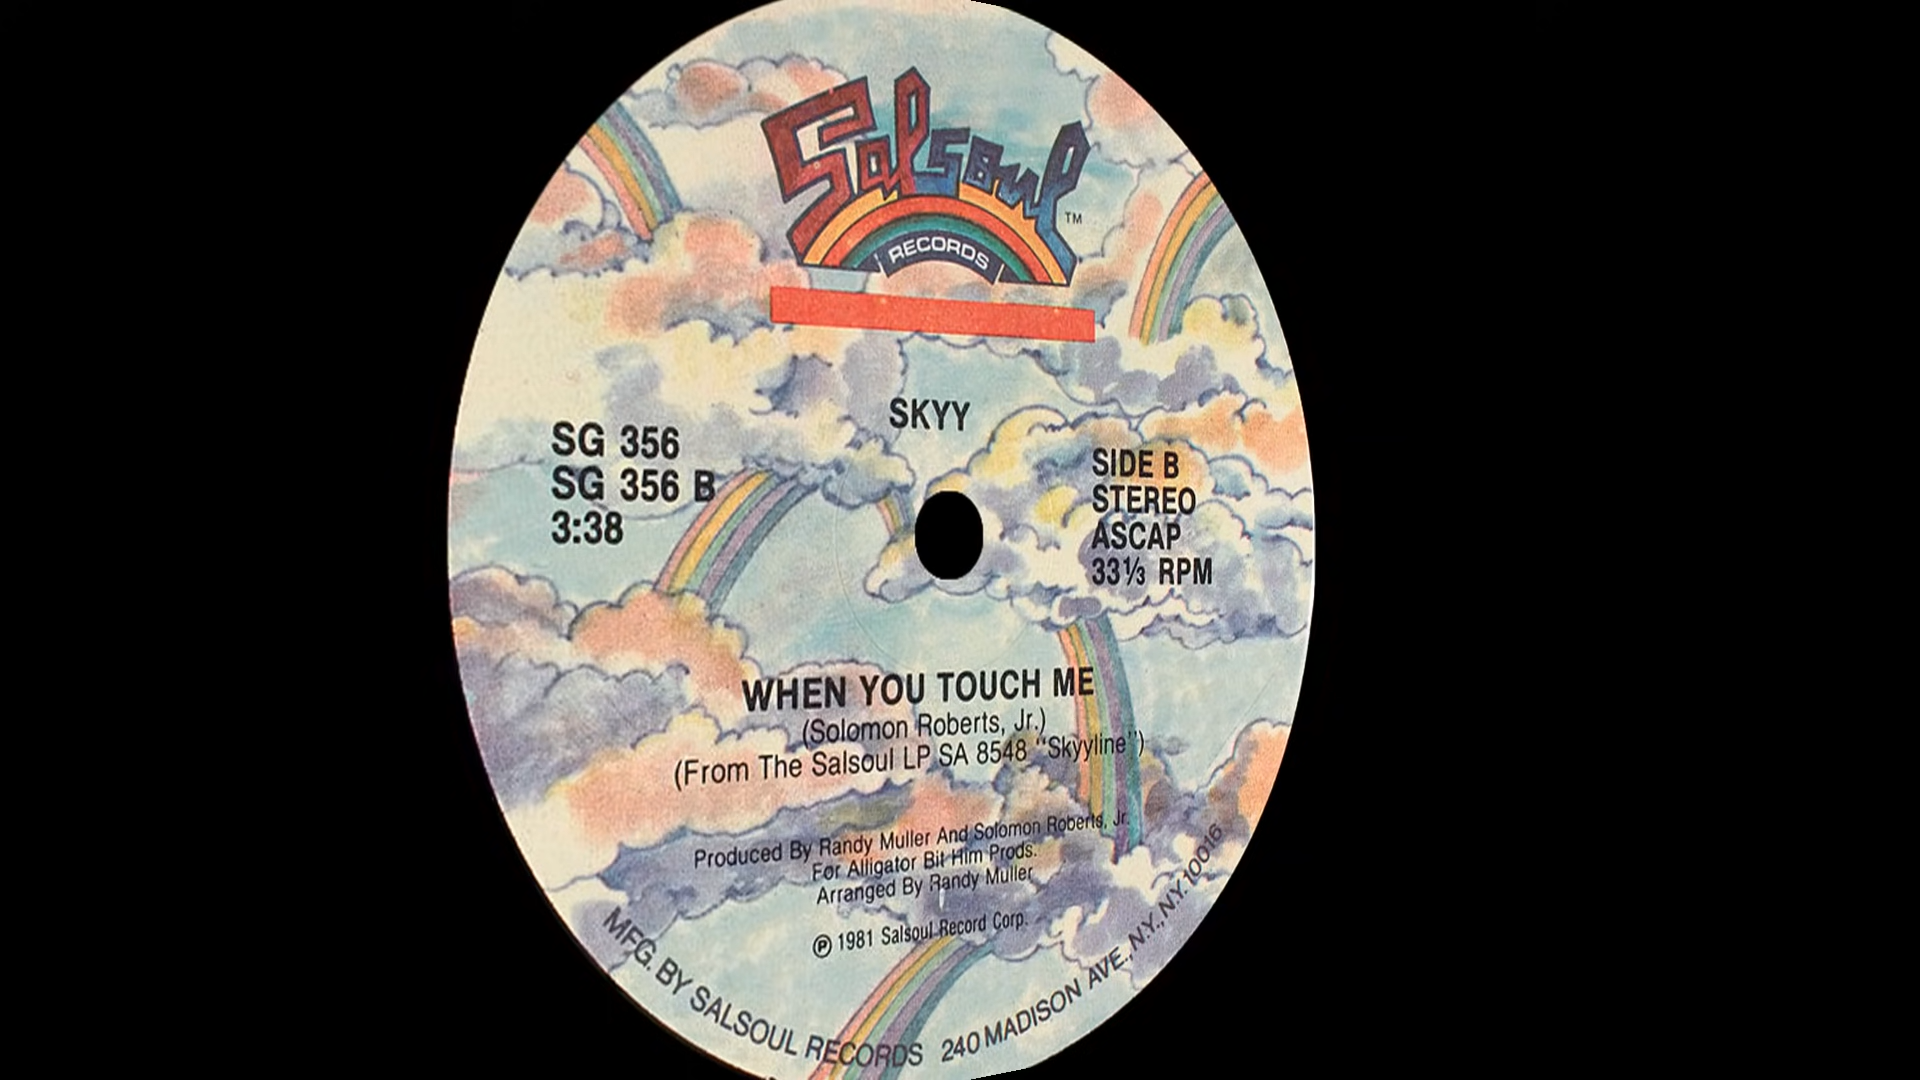 Salsoul
TM
RECORDS
SKYY
SG 356
SG 356 B
3:38
SIDE B
STEREO
ASCAP
33⅓ RPM
WHEN YOU TOUCH ME
(Solomon Roberts, Jr.)
(From The Salsoul LP SA 8548 "Skyyline")
Produced By Randy Muller And Solomon Roberts, Jr.
For Alligator Bit Him Prods.
Arranged By Randy Muller
℗ 1981 Salsoul Record Corp.
MFG. BY SALSOUL RECORDS 240 MADISON AVE., N.Y., N.Y. 10016